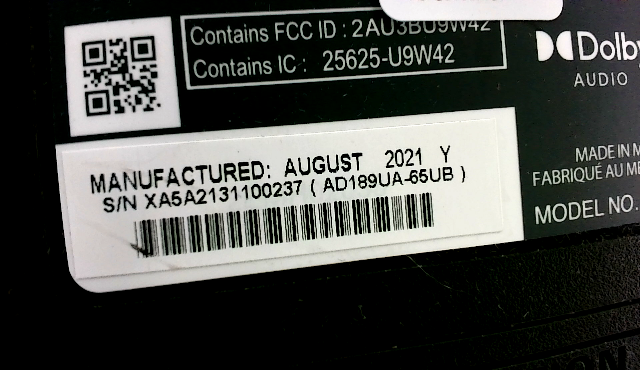 Contains FCC ID : 2AU3BU9W42
Contains IC : 25625-U9W42
Dolby
AUDIO
MANUFACTURED: AUGUST 2021 Y
S/N XA5A2131100237 ( AD189UA-65UB )
MADE IN
FABRIQUÉ AU
MODEL NO.